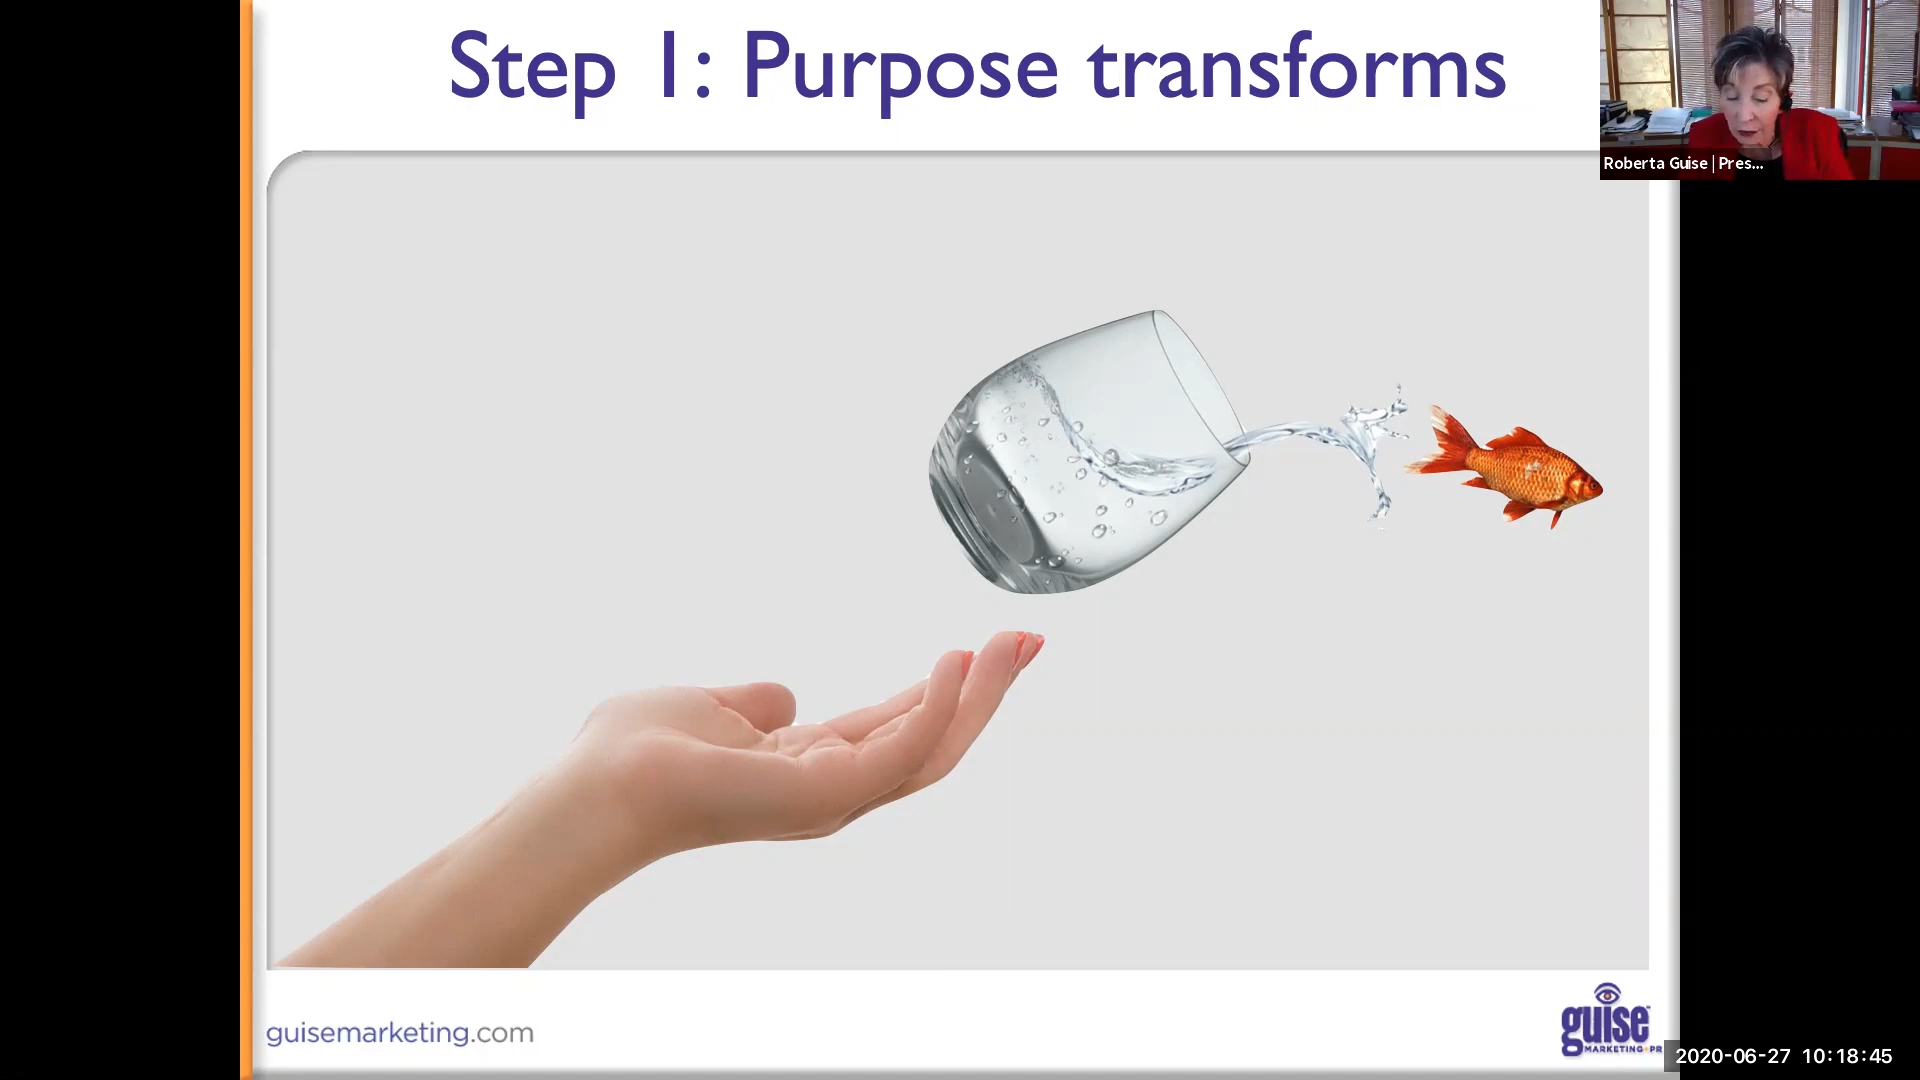 Step 1: Purpose transforms
Roberta Guise | Pres...
guisemarketing.com
guise
MARKETING+PR
2020-06-27 10:18:45